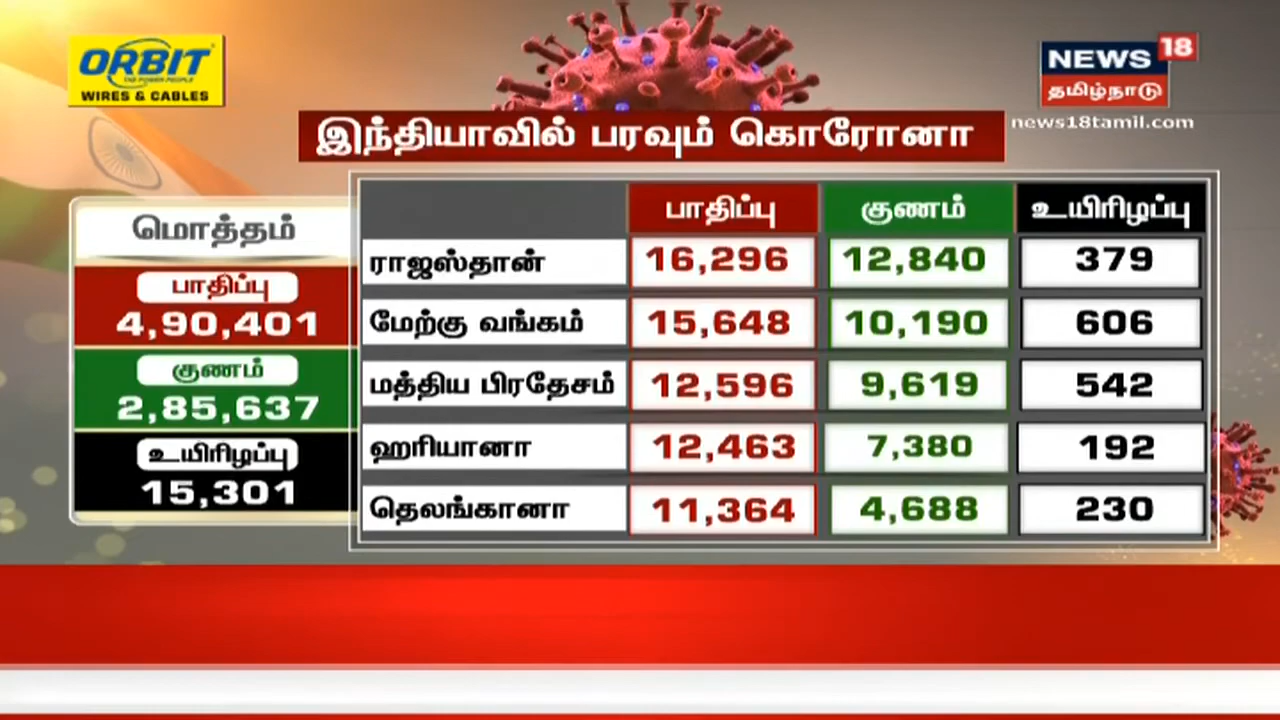 ORBIT
THE POWER PEOPLE
WIRES & CABLES
NEWS 18
தமிழ்நாடு
news18tamil.com
இந்தியாவில் பரவும் கொரோனா
மொத்தம்
பாதிப்பு
4,90,401
குணம்
2,85,637
உயிரிழப்பு
15,301
பாதிப்பு குணம் உயிரிழப்பு
ராஜஸ்தான் 16,296 12,840 379
மேற்கு வங்கம் 15,648 10,190 606
மத்திய பிரதேசம் 12,596 9,619 542
ஹரியானா 12,463 7,380 192
தெலங்கானா 11,364 4,688 230